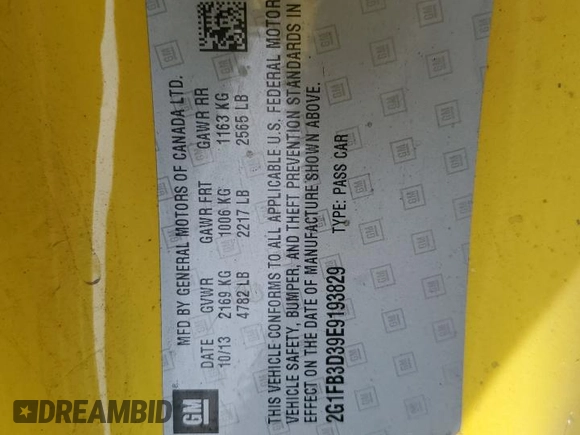 MFD BY GENERAL MOTORS OF CANADA LTD.
DATE GVWR GAWR FRT GAWR RR
10/13 2169 KG 1006 KG 1163 KG
4782 LB 2217 LB 2565 LB
THIS VEHICLE CONFORMS TO ALL APPLICABLE U.S. FEDERAL MOTOR
VEHICLE SAFETY, BUMPER, AND THEFT PREVENTION STANDARDS IN
EFFECT ON THE DATE OF MANUFACTURE SHOWN ABOVE.
2G1FB3D39E9193829 TYPE: PASS CAR
GM
DREAMBID